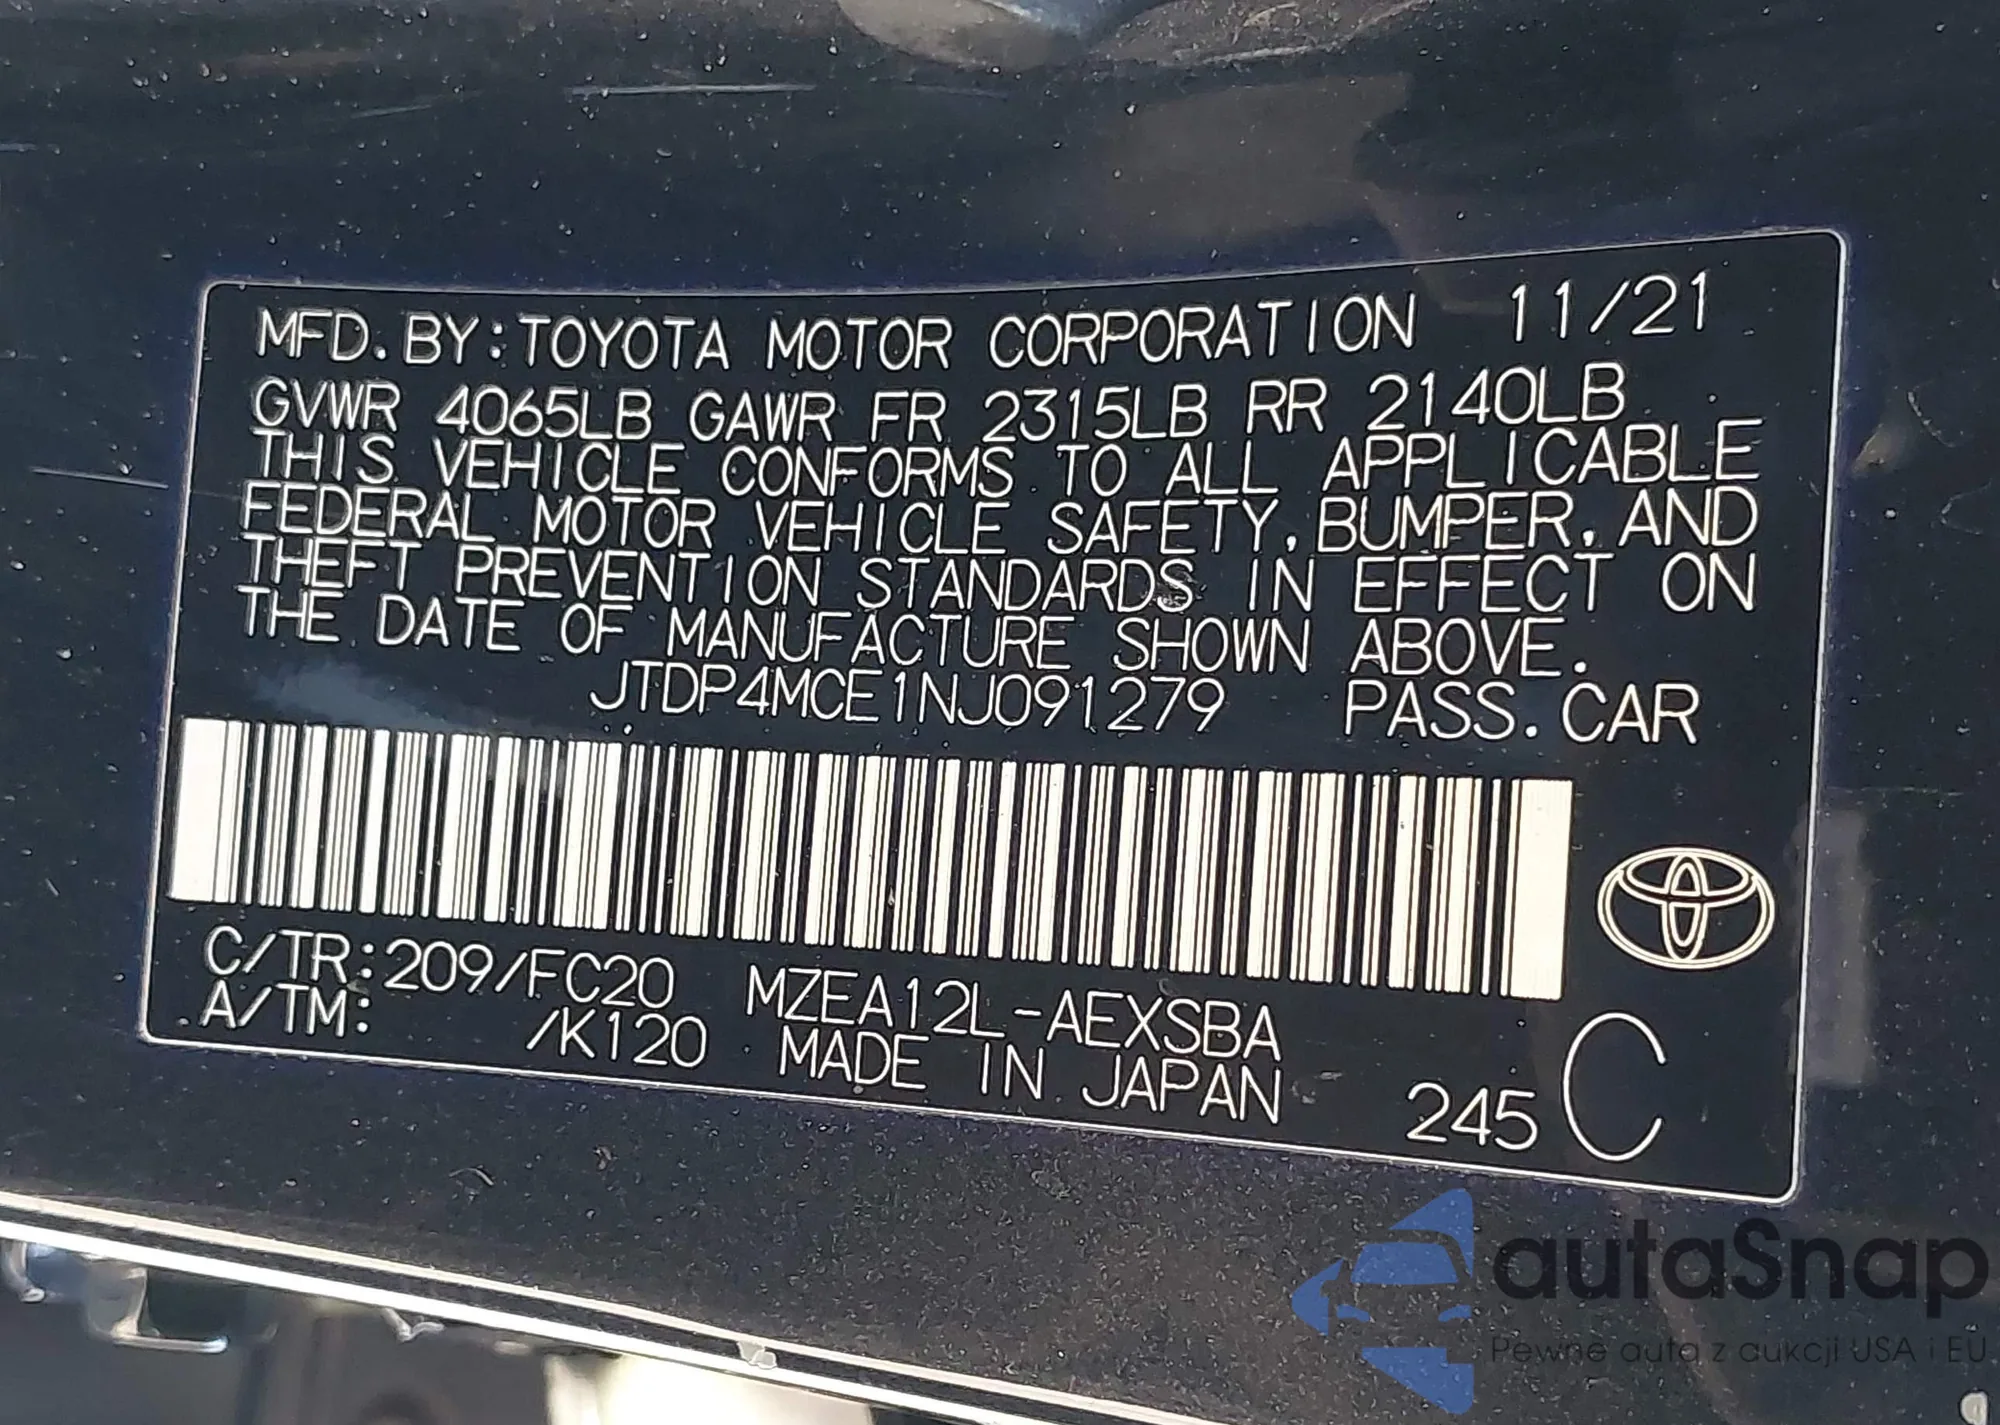 MFD. BY: TOYOTA MOTOR CORPORATION 11/21
GVWR 4065LB GAWR FR 2315LB RR 2140LB
THIS VEHICLE CONFORMS TO ALL APPLICABLE
FEDERAL MOTOR VEHICLE SAFETY, BUMPER, AND
THEFT PREVENTION STANDARDS IN EFFECT ON
THE DATE OF MANUFACTURE SHOWN ABOVE.
JTDP4MCE1NJ091279 PASS. CAR
C/TR: 209/FC20 MZEA12L-AEXSBA
A/TM: /K120 MADE IN JAPAN 245 C
autaSnap
Pewne auta z aukcji USA i EU